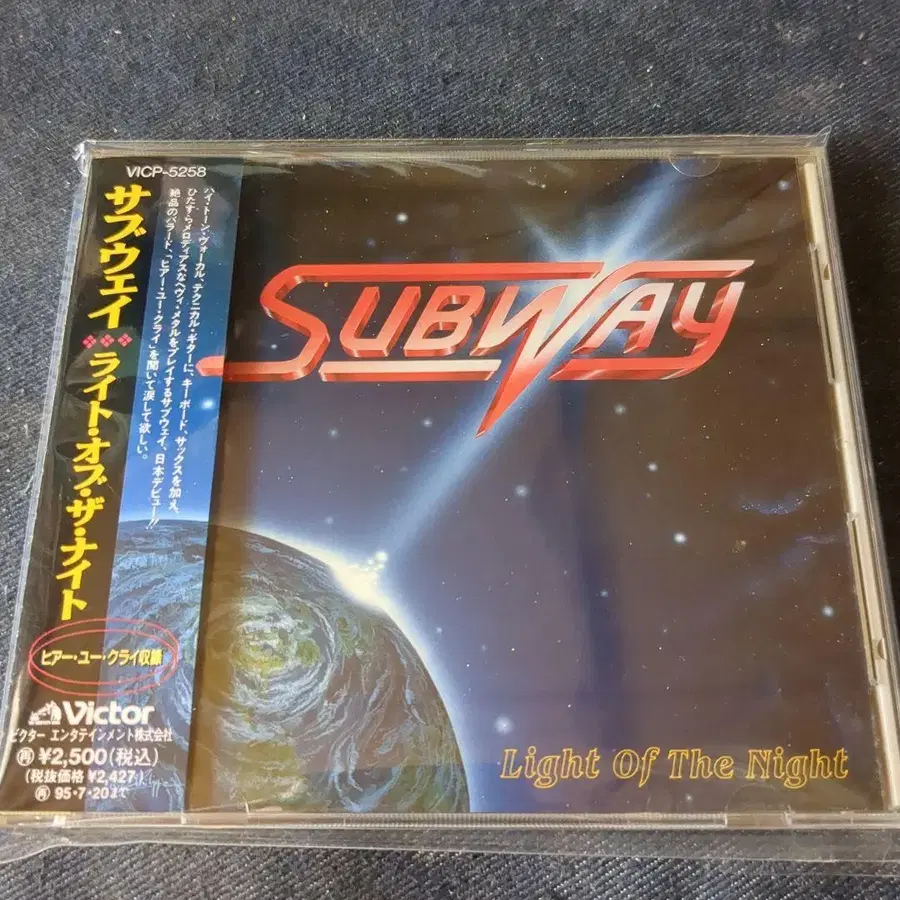 VICP-5258
サブウェイ
ライト・オブ・ザ・ナイト
ハイ・トーン・ヴォーカル、テクニカル・ギターに、キーボード、サックスを加え、
ひたすらメロディアスなヘヴィ・メタルをプレイするサブウェイ、日本デビュー!!
絶品のバラード、「ヒアー・ユー・クライ」を聞いて涙して欲しい。
ヒアー・ユー・クライ収録
Victor
ビクター エンタテインメント株式会社
再 ¥2,500(税込)
(税抜価格 ¥2,427)
再 95・7・20まで
SUBWAY
Light Of The Night